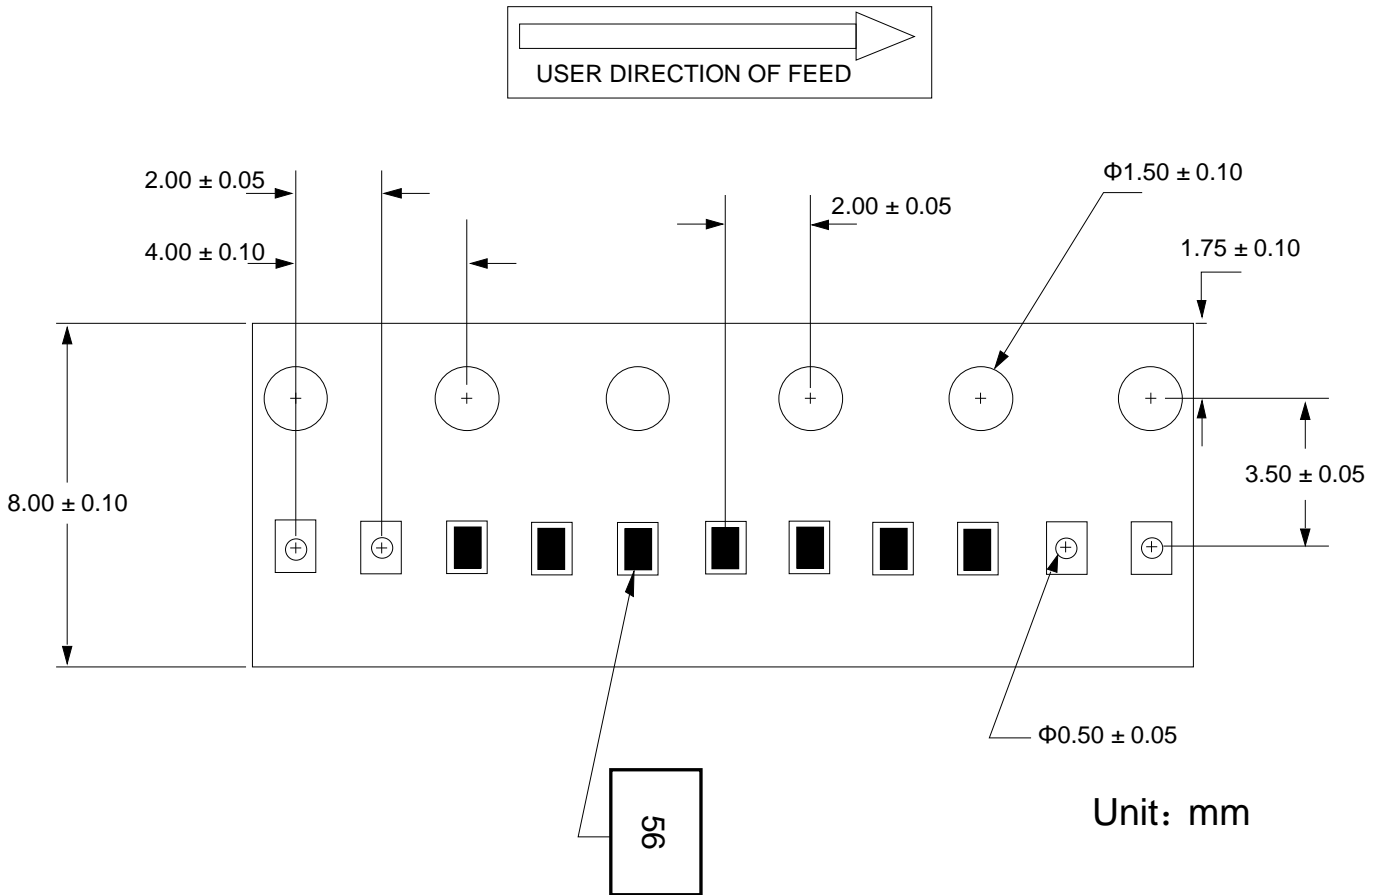 USER DIRECTION OF FEED
2.00 ± 0.05
Φ1.50 ± 0.10
2.00 ± 0.05
4.00 ± 0.10
1.75 ± 0.10
3.50 ± 0.05
8.00 ± 0.10
Φ0.50 ± 0.05
Unit：mm
56